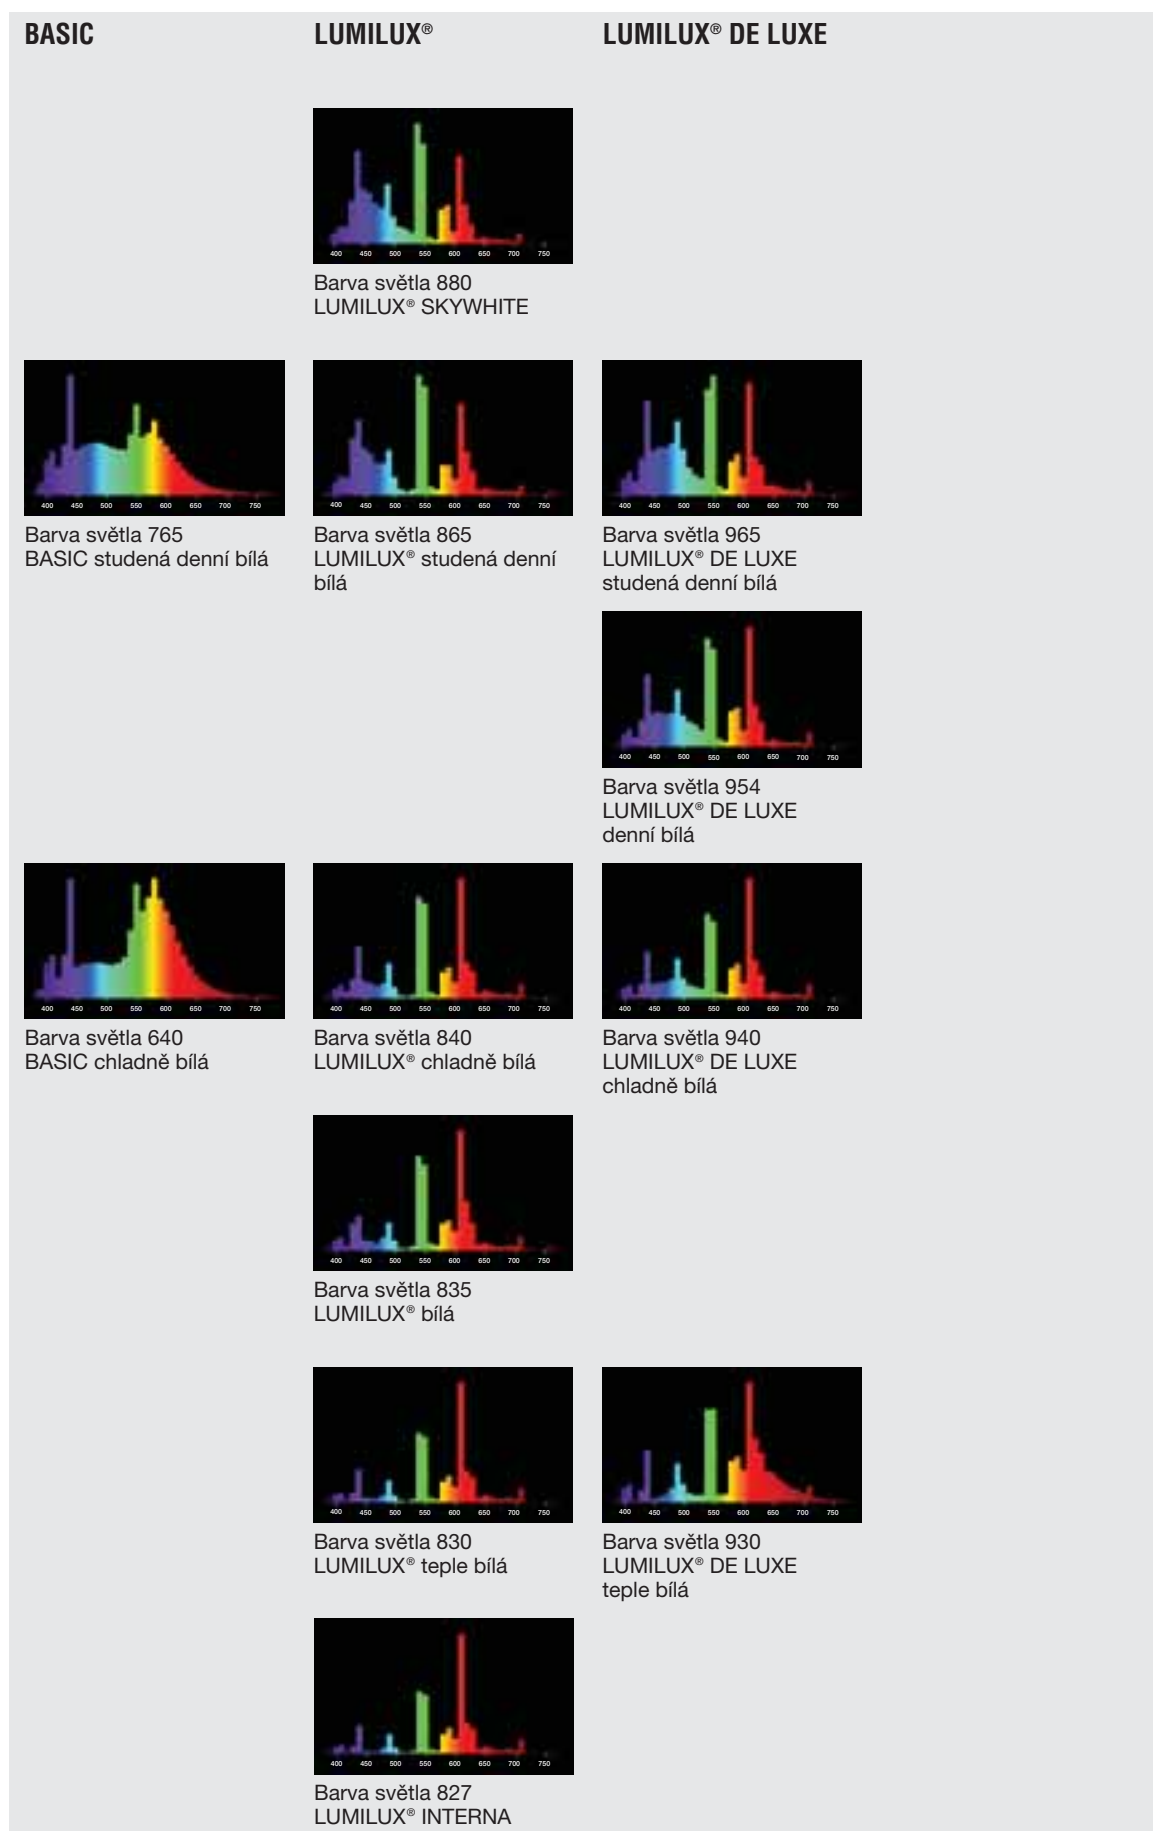 BASIC
LUMILUX®
LUMILUX® DE LUXE
400 450 500 550 600 650 700 750
Barva světla 880
LUMILUX® SKYWHITE
400 450 500 550 600 650 700 750
Barva světla 765
BASIC studená denní bílá
400 450 500 550 600 650 700 750
Barva světla 865
LUMILUX® studená denní
bílá
400 450 500 550 600 650 700 750
Barva světla 965
LUMILUX® DE LUXE
studená denní bílá
400 450 500 550 600 650 700 750
Barva světla 954
LUMILUX® DE LUXE
denní bílá
400 450 500 550 600 650 700 750
Barva světla 640
BASIC chladně bílá
400 450 500 550 600 650 700 750
Barva světla 840
LUMILUX® chladně bílá
400 450 500 550 600 650 700 750
Barva světla 940
LUMILUX® DE LUXE
chladně bílá
400 450 500 550 600 650 700 750
Barva světla 835
LUMILUX® bílá
400 450 500 550 600 650 700 750
Barva světla 830
LUMILUX® teple bílá
400 450 500 550 600 650 700 750
Barva světla 930
LUMILUX® DE LUXE
teple bílá
400 450 500 550 600 650 700 750
Barva světla 827
LUMILUX® INTERNA